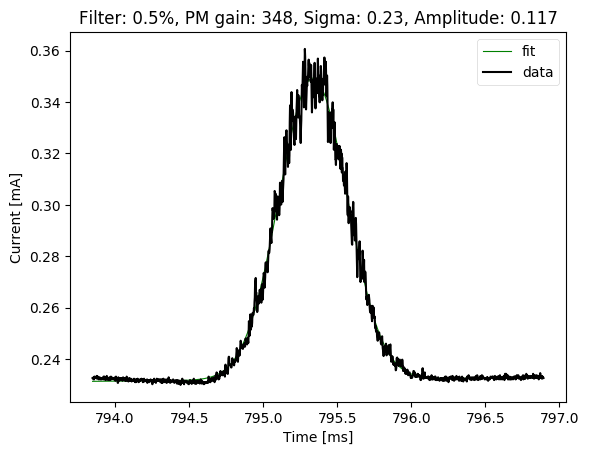 Filter: 0.5%, PM gain: 348, Sigma: 0.23, Amplitude: 0.117
fit
data
0.36
0.34
0.32
0.30
0.28
0.26
0.24
Current [mA]
794.0 794.5 795.0 795.5 796.0 796.5 797.0
Time [ms]